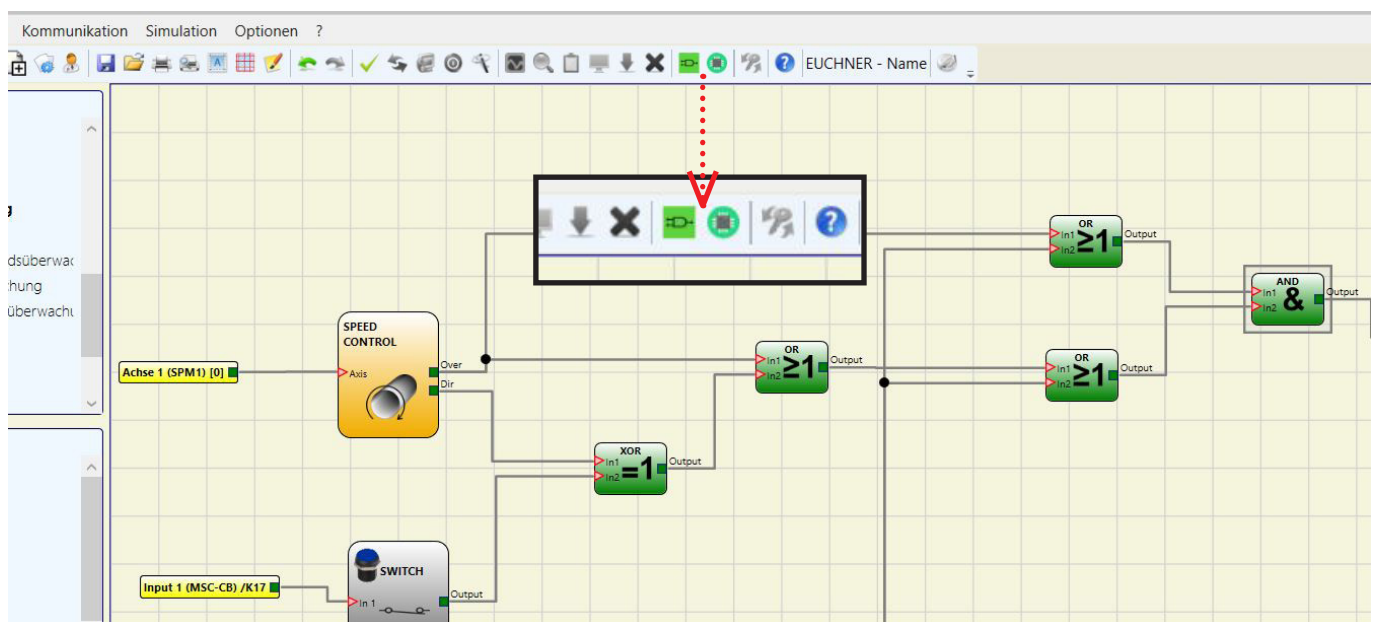 Kommunikation Simulation Optionen ?
EUCHNER - Name
dsüberwac
hung
überwachu
Achse 1 (SPM1) [0]
SPEED
CONTROL
Axis
Over
Dir
OR
In1
In2
≥1
Output
XOR
In1
In2
=1
Output
OR
In1
In2
≥1
Output
OR
In1
In2
≥1
Output
AND
In1
In2
&
Output
Input 1 (MSC-CB) /K17
SWITCH
In 1
Output